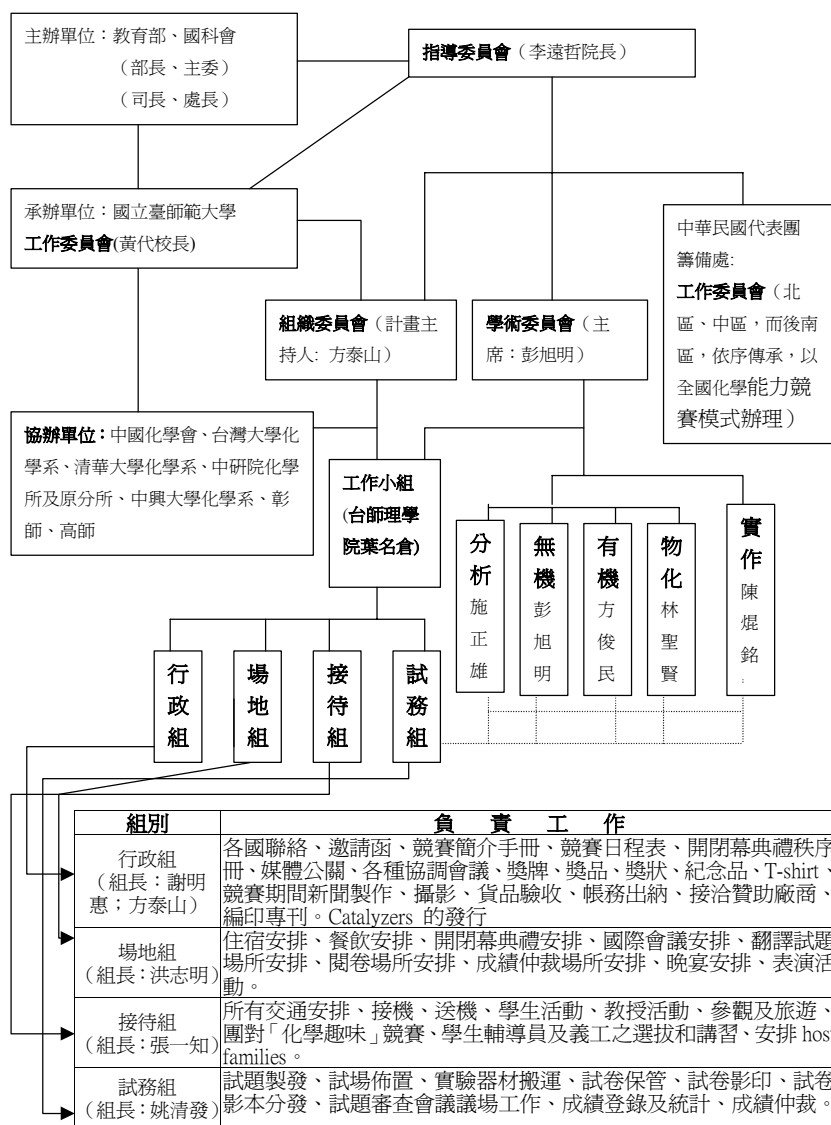 主辦單位：教育部、國科會
（部長、主委）
（司長、處長）
指導委員會（李遠哲院長）
承辦單位：國立臺師範大學
工作委員會(黃代校長)
中華民國代表團
籌備處:
工作委員會（北
區、中區，而後南
區，依序傳承，以
全國化學能力競
賽模式辦理）
組織委員會（計畫主
持人: 方泰山）
學術委員會（主
席：彭旭明）
協辦單位：中國化學會、台灣大學化
學系、清華大學化學系、中研院化學
所及原分所、中興大學化學系、彰
師、高師
工作小組
(台師理學
院葉名倉)
分析施正雄
無機彭旭明
有機方俊民
物化林聖賢
實作陳焜銘
行政組
場地組
接待組
試務組
組別 負責工作
行政組
（組長：謝明
惠；方泰山）
各國聯絡、邀請函、競賽簡介手冊、競賽日程表、開閉幕典禮秩序
冊、媒體公關、各種協調會議、獎牌、獎品、獎狀、紀念品、T-shirt、
競賽期間新聞製作、攝影、貨品驗收、帳務出納、接洽贊助廠商、
編印專刊。Catalyzers 的發行
場地組
（組長：洪志明）
住宿安排、餐飲安排、開閉幕典禮安排、國際會議安排、翻譯試題
場所安排、閱卷場所安排、成績仲裁場所安排、晚宴安排、表演活
動。
接待組
（組長：張一知）
所有交通安排、接機、送機、學生活動、教授活動、參觀及旅遊、
團對「化學趣味」競賽、學生輔導員及義工之選拔和講習、安排 host
families。
試務組
（組長：姚清發）
試題製發、試場佈置、實驗器材搬運、試卷保管、試卷影印、試卷
影本分發、試題審查會議議場工作、成績登錄及統計、成績仲裁。